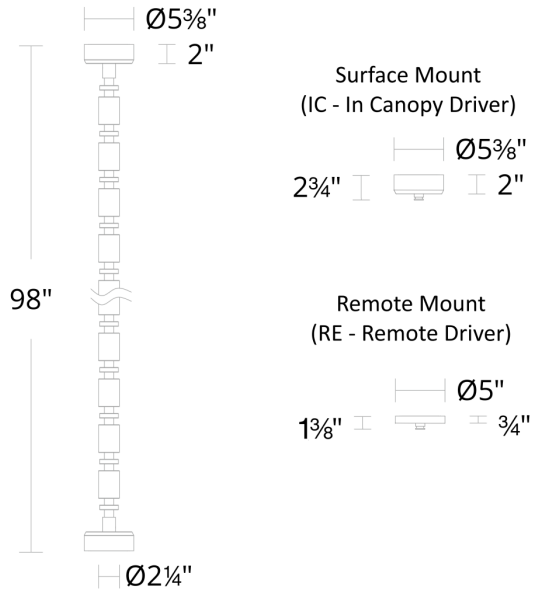 Ø5⅜"
2"
98"
Ø2¼"
Surface Mount
(IC - In Canopy Driver)
Ø5⅜"
2¾"
2"
Remote Mount
(RE - Remote Driver)
Ø5"
1⅜"
¾"